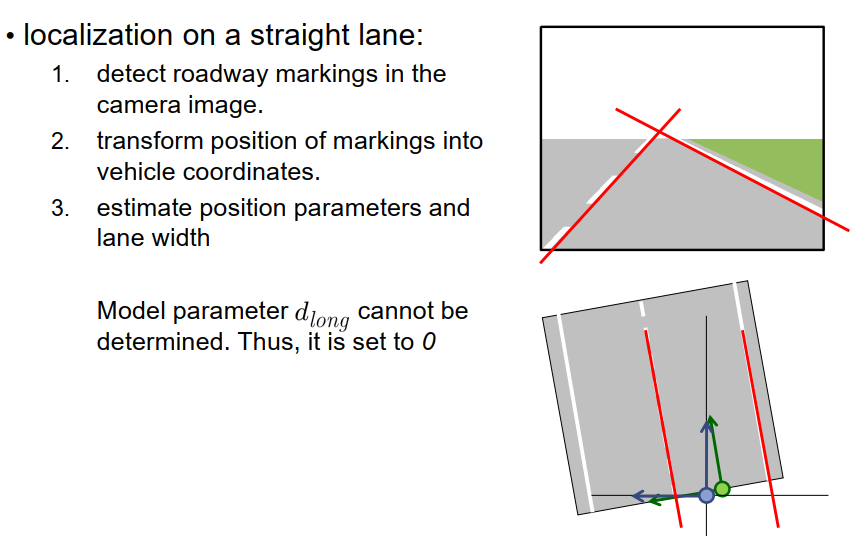 • localization on a straight lane:
1. detect roadway markings in the
camera image.
2. transform position of markings into
vehicle coordinates.
3. estimate position parameters and
lane width
Model parameter d_long cannot be
determined. Thus, it is set to 0